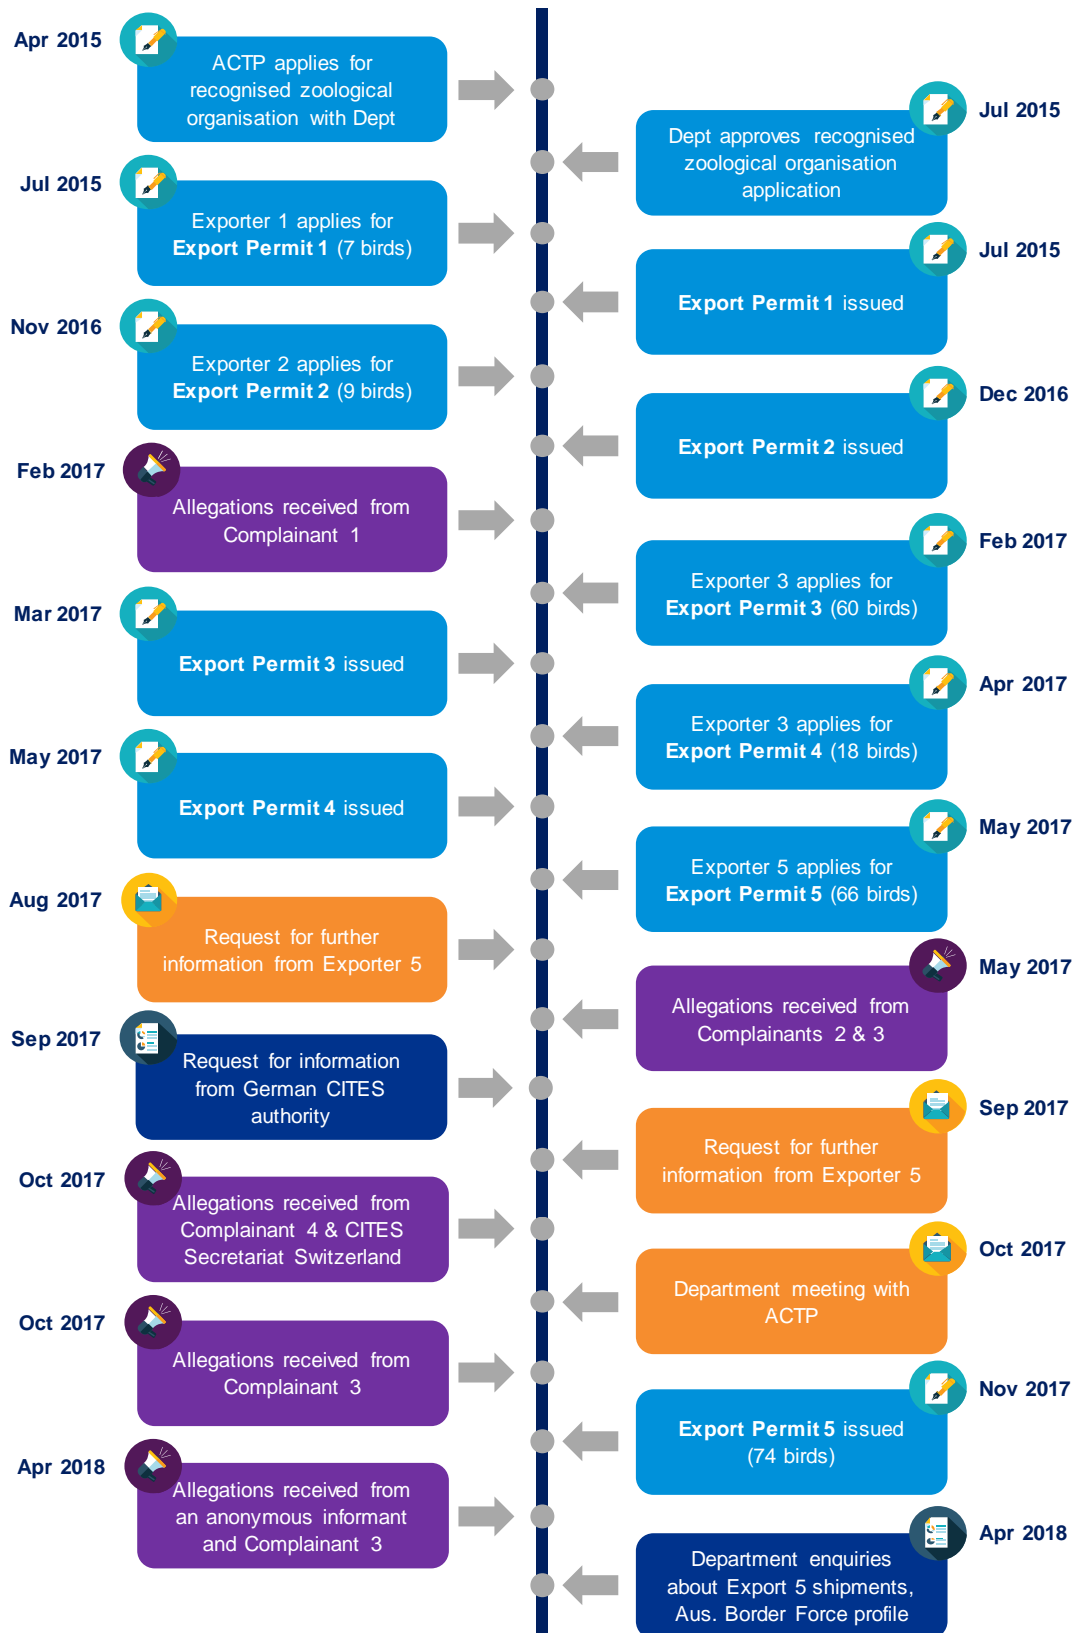 Apr 2015
ACTP applies for
recognised zoological
organisation with Dept
Jul 2015
Dept approves recognised
zoological organisation
application
Jul 2015
Exporter 1 applies for
Export Permit 1 (7 birds)
Jul 2015
Export Permit 1 issued
Nov 2016
Exporter 2 applies for
Export Permit 2 (9 birds)
Dec 2016
Export Permit 2 issued
Feb 2017
Allegations received from
Complainant 1
Feb 2017
Exporter 3 applies for
Export Permit 3 (60 birds)
Mar 2017
Export Permit 3 issued
Apr 2017
Exporter 3 applies for
Export Permit 4 (18 birds)
May 2017
Export Permit 4 issued
May 2017
Exporter 5 applies for
Export Permit 5 (66 birds)
Aug 2017
Request for further
information from Exporter 5
May 2017
Allegations received from
Complainants 2 & 3
Sep 2017
Request for information
from German CITES
authority
Sep 2017
Request for further
information from Exporter 5
Oct 2017
Allegations received from
Complainant 4 & CITES
Secretariat Switzerland
Oct 2017
Department meeting with
ACTP
Oct 2017
Allegations received from
Complainant 3
Nov 2017
Export Permit 5 issued
(74 birds)
Apr 2018
Allegations received from
an anonymous informant
and Complainant 3
Apr 2018
Department enquiries
about Export 5 shipments,
Aus. Border Force profile